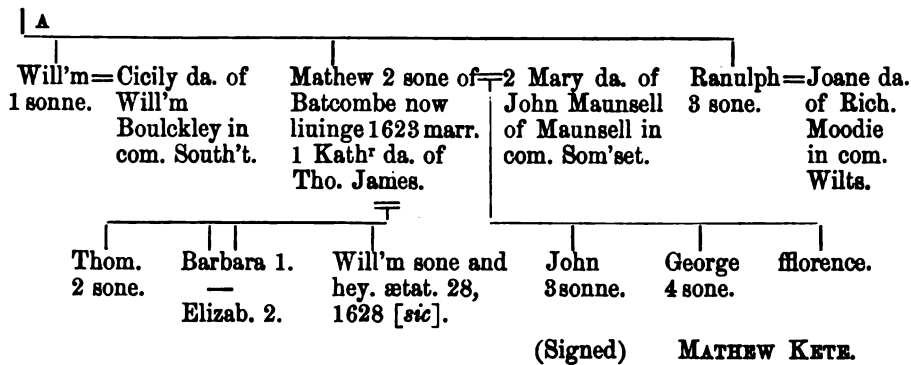 A
Will'm=Cicily da. of
1 sonne. Will'm
Boulckley in
com. South't.
Mathew 2 sone of=2 Mary da. of
Batcombe now
liuinge 1623 marr.
1 Kathʳ da. of
Tho. James.
John Maunsell
of Maunsell in
com. Som'set.
Ranulph=Joane da.
3 sone. of Rich.
Moodie
in com.
Wilts.
Thom.
2 sone.
Barbara 1.
—
Elizab. 2.
Will'm sone and
hey. ætat. 28,
1628 [sic].
John
3 sonne.
George
4 sone.
fflorence.
(Signed) MATHEW KETE.